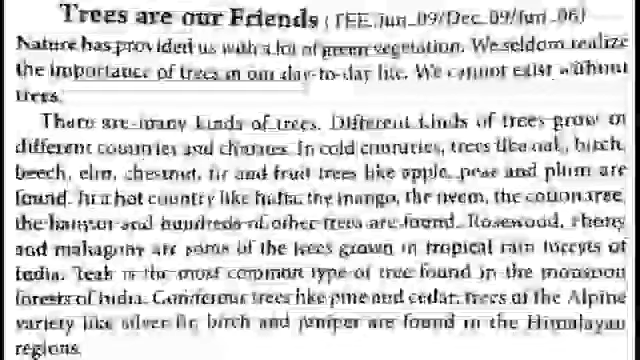 Trees are our Friends (TEE Jun_09/Dec_09/Jun_06)
Nature has provided us with a lot of green vegetation. We seldom realize
the importance of trees in our day-to-day life. We cannot exist without
trees.
There are many kinds of trees. Different kinds of trees grow in
different countries and climates. In cold countries, trees like oak, birch,
beech, elm, chestnut, fir and fruit trees like apple, pear and plum are
found. In a hot country like India, the mango, the neem, the cotton tree,
the banyan and hundreds of other trees are found. Rosewood, ebony
and mahagony are some of the trees grown in tropical rain forests of
India. Teak is the most common type of tree found in the monsoon
forests of India. Coniferous trees like pine and cedar, trees of the Alpine
variety like silver fir, birch and juniper are found in the Himalayan
regions.